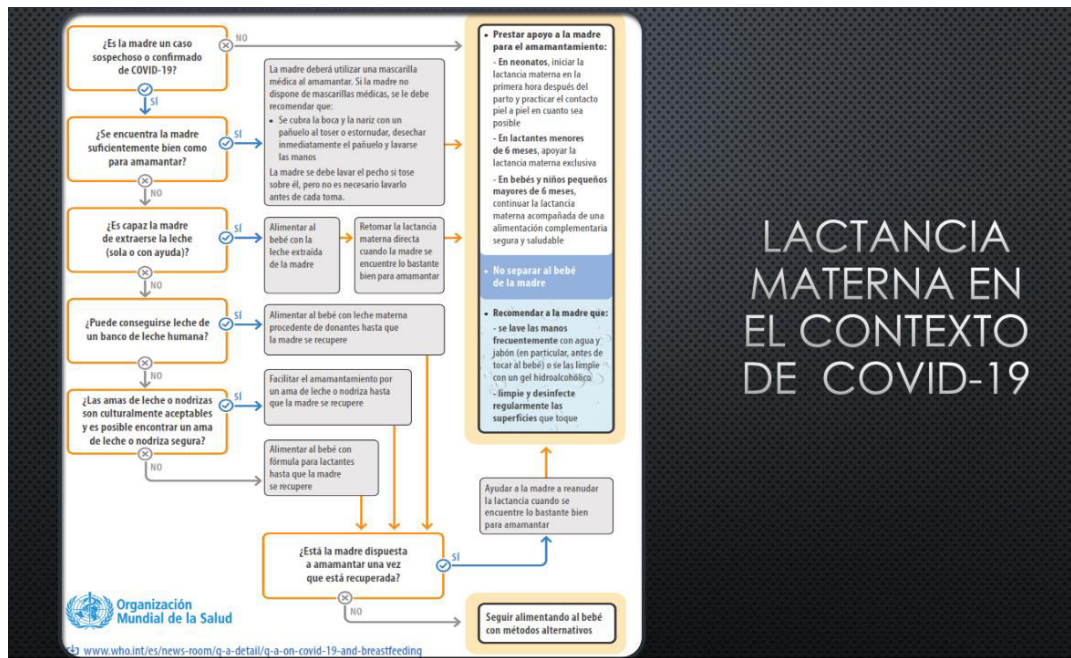 ¿Es la madre un caso
sospechoso o confirmado
de COVID-19?
NO
SÍ
¿Se encuentra la madre
suficientemente bien como
para amamantar?
SÍ
NO
La madre deberá utilizar una mascarilla
médica al amamantar. Si la madre no
dispone de mascarillas médicas, se le debe
recomendar que:
• Se cubra la boca y la nariz con un
pañuelo al toser o estornudar, desechar
inmediatamente el pañuelo y lavarse
las manos
La madre se debe lavar el pecho si tose
sobre él, pero no es necesario lavarlo
antes de cada toma.
¿Es capaz la madre
de extraerse la leche
(sola o con ayuda)?
SÍ
NO
Alimentar al
bebé con la
leche extraída
de la madre
Retomar la lactancia
materna directa
cuando la madre se
encuentre lo bastante
bien para amamantar
¿Puede conseguirse leche de
un banco de leche humana?
SÍ
NO
Alimentar al bebé con leche materna
procedente de donantes hasta que
la madre se recupere
¿Las amas de leche o nodrizas
son culturalmente aceptables
y es posible encontrar un ama
de leche o nodriza segura?
SÍ
NO
Facilitar el amamantamiento por
un ama de leche o nodriza hasta
que la madre se recupere
Alimentar al bebé con
fórmula para lactantes
hasta que la madre
se recupere
¿Está la madre dispuesta
a amamantar una vez
que está recuperada?
SÍ
NO
Ayudar a la madre a reanudar
la lactancia cuando se
encuentre lo bastante bien
para amamantar
Seguir alimentando al bebé
con métodos alternativos
• Prestar apoyo a la madre
para el amamantamiento:
- En neonatos, iniciar la
lactancia materna en la
primera hora después del
parto y practicar el contacto
piel a piel en cuanto sea
posible
- En lactantes menores
de 6 meses, apoyar la
lactancia materna exclusiva
- En bebés y niños pequeños
mayores de 6 meses,
continuar la lactancia
materna acompañada de una
alimentación complementaria
segura y saludable
• No separar al bebé
de la madre
• Recomendar a la madre que:
- se lave las manos
frecuentemente con agua y
jabón (en particular, antes de
tocar al bebé) o se las limpie
con un gel hidroalcohólico
- limpie y desinfecte
regularmente las
superficies que toque
Organización
Mundial de la Salud
www.who.int/es/news-room/q-a-detail/q-a-on-covid-19-and-breastfeeding
LACTANCIA
MATERNA EN
EL CONTEXTO
DE COVID-19